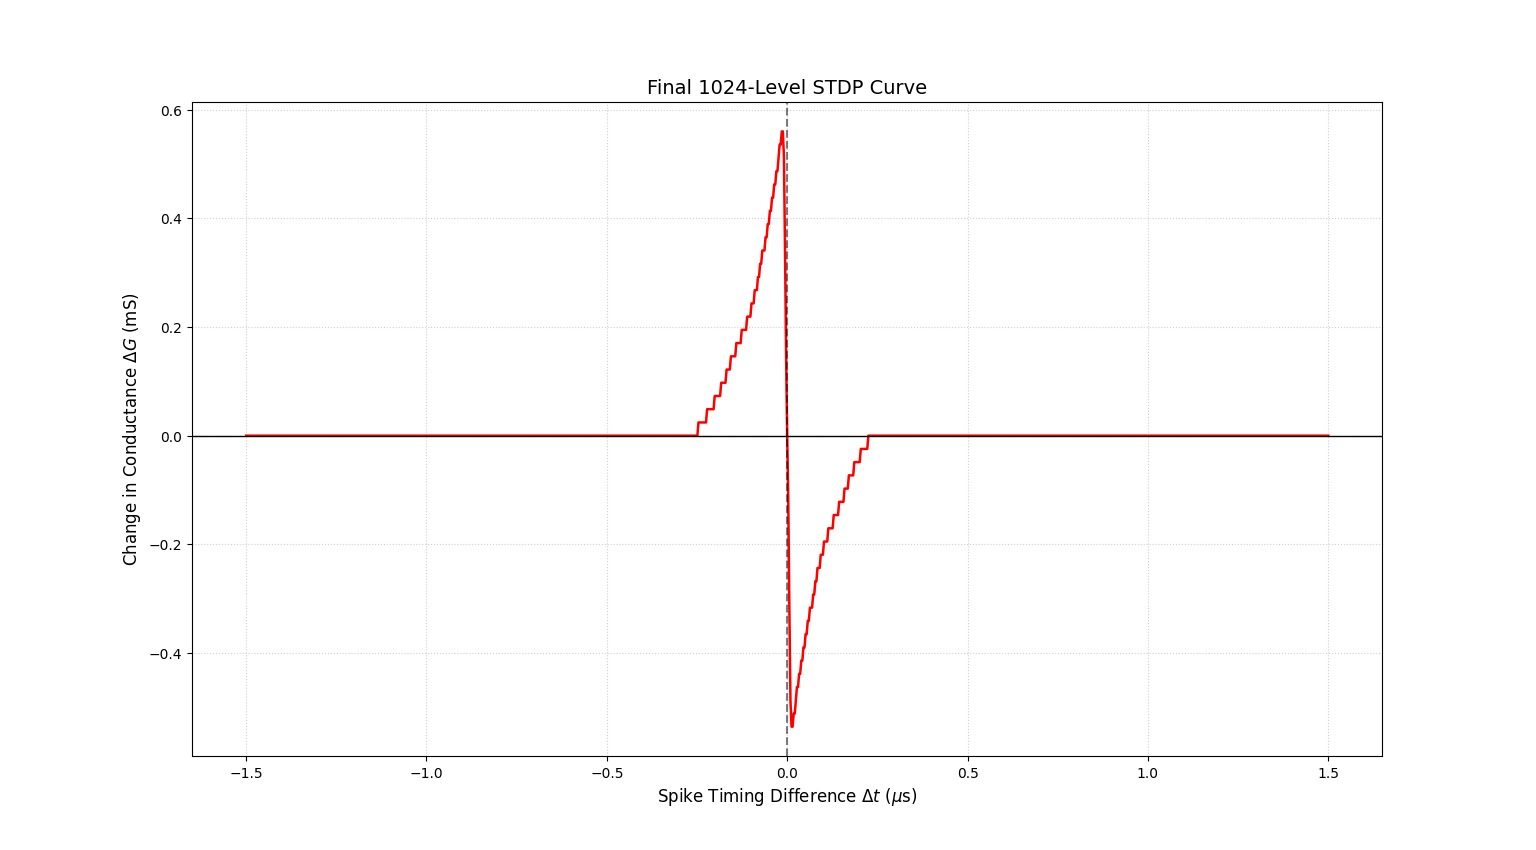 Final 1024-Level STDP Curve
Change in Conductance ΔG (mS)
0.6
0.4
0.2
0.0
−0.2
−0.4
−1.5 −1.0 −0.5 0.0 0.5 1.0 1.5
Spike Timing Difference Δt (μs)